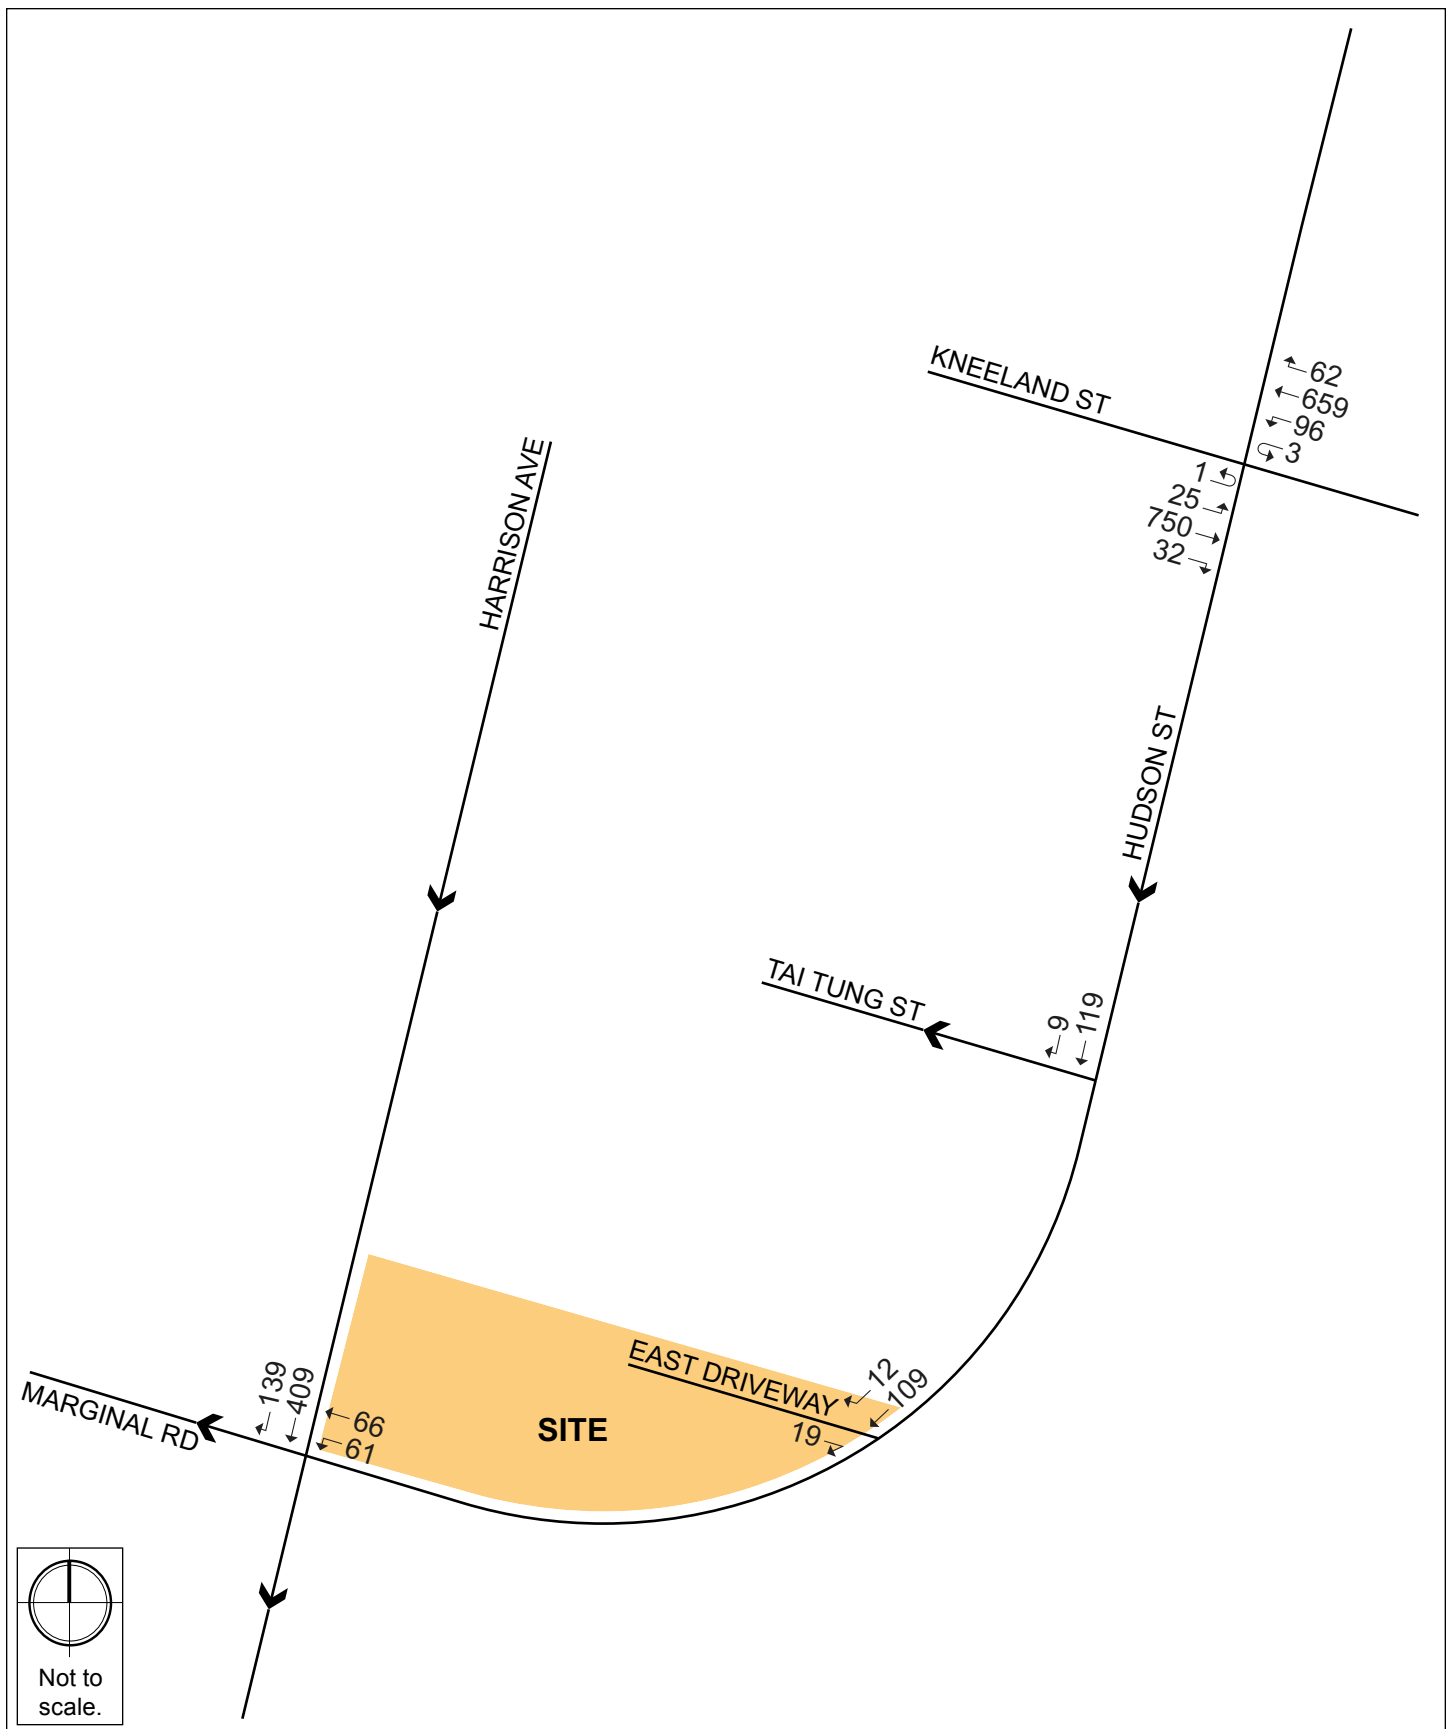 KNEELAND ST
62
659
96
3
1
25
750
32
HARRISON AVE
HUDSON ST
TAI TUNG ST
9
119
EAST DRIVEWAY
12
109
19
SITE
139
409
66
61
MARGINAL RD
Not to
scale.